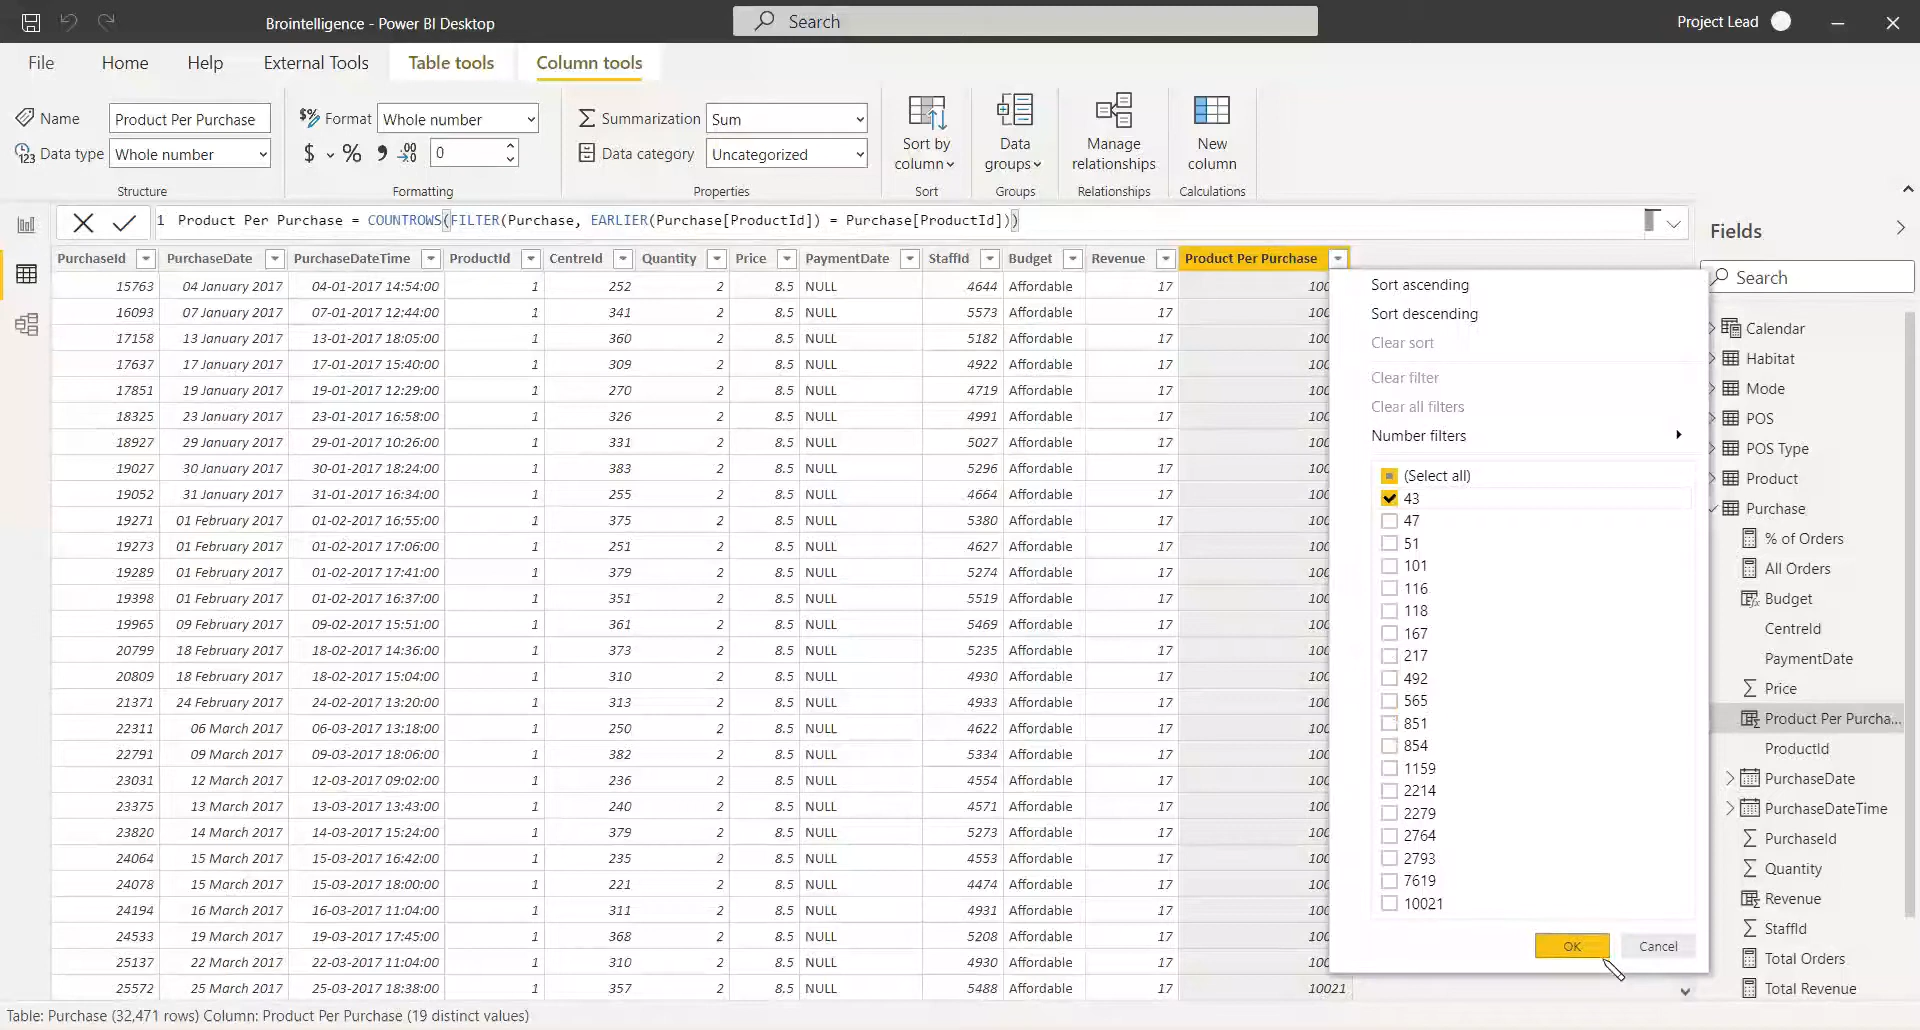 Brointelligence - Power BI Desktop
Search
Project Lead
File Home Help External Tools Table tools Column tools
Name Product Per Purchase
Data type Whole number
Structure
Format Whole number
$ % 0
Formatting
Summarization Sum
Data category Uncategorized
Properties
Sort by column
Sort
Data groups
Groups
Manage relationships
Relationships
New column
Calculations
1 Product Per Purchase = COUNTROWS(FILTER(Purchase, EARLIER(Purchase[ProductId]) = Purchase[ProductId]))
PurchaseId PurchaseDate PurchaseDateTime ProductId CentreId Quantity Price PaymentDate StaffId Budget Revenue Product Per Purchase
15763 04 January 2017 04-01-2017 14:54:00 1 252 2 8.5 NULL 4644 Affordable 17
16093 07 January 2017 07-01-2017 12:44:00 1 341 2 8.5 NULL 5573 Affordable 17
17158 13 January 2017 13-01-2017 18:05:00 1 360 2 8.5 NULL 5182 Affordable 17
17637 17 January 2017 17-01-2017 15:40:00 1 309 2 8.5 NULL 4922 Affordable 17
17851 19 January 2017 19-01-2017 12:29:00 1 270 2 8.5 NULL 4719 Affordable 17
18325 23 January 2017 23-01-2017 16:58:00 1 326 2 8.5 NULL 4991 Affordable 17
18927 29 January 2017 29-01-2017 10:26:00 1 331 2 8.5 NULL 5027 Affordable 17
19027 30 January 2017 30-01-2017 18:24:00 1 383 2 8.5 NULL 5296 Affordable 17
19052 31 January 2017 31-01-2017 16:34:00 1 255 2 8.5 NULL 4664 Affordable 17
19271 01 February 2017 01-02-2017 16:55:00 1 375 2 8.5 NULL 5380 Affordable 17
19273 01 February 2017 01-02-2017 17:06:00 1 251 2 8.5 NULL 4627 Affordable 17
19289 01 February 2017 01-02-2017 17:41:00 1 379 2 8.5 NULL 5274 Affordable 17
19398 01 February 2017 01-02-2017 16:37:00 1 351 2 8.5 NULL 5519 Affordable 17
19965 09 February 2017 09-02-2017 15:51:00 1 361 2 8.5 NULL 5469 Affordable 17
20799 18 February 2017 18-02-2017 14:36:00 1 373 2 8.5 NULL 5235 Affordable 17
20809 18 February 2017 18-02-2017 15:04:00 1 310 2 8.5 NULL 4930 Affordable 17
21371 24 February 2017 24-02-2017 13:20:00 1 313 2 8.5 NULL 4933 Affordable 17
22311 06 March 2017 06-03-2017 13:18:00 1 250 2 8.5 NULL 4622 Affordable 17
22791 09 March 2017 09-03-2017 18:06:00 1 382 2 8.5 NULL 5334 Affordable 17
23031 12 March 2017 12-03-2017 09:02:00 1 236 2 8.5 NULL 4554 Affordable 17
23375 13 March 2017 13-03-2017 13:43:00 1 240 2 8.5 NULL 4571 Affordable 17
23820 14 March 2017 14-03-2017 15:24:00 1 379 2 8.5 NULL 5273 Affordable 17
24064 15 March 2017 15-03-2017 16:42:00 1 235 2 8.5 NULL 4553 Affordable 17
24078 15 March 2017 15-03-2017 18:00:00 1 221 2 8.5 NULL 4474 Affordable 17
24194 16 March 2017 16-03-2017 11:04:00 1 311 2 8.5 NULL 4931 Affordable 17
24533 19 March 2017 19-03-2017 17:45:00 1 368 2 8.5 NULL 5208 Affordable 17
25137 22 March 2017 22-03-2017 11:04:00 1 310 2 8.5 NULL 4930 Affordable 17
25572 25 March 2017 25-03-2017 18:38:00 1 357 2 8.5 NULL 5488 Affordable 17 10021
Sort ascending
Sort descending
Clear sort
Clear filter
Clear all filters
Number filters
(Select all)
43
47
51
101
116
118
167
217
492
565
851
854
1159
2214
2279
2764
2793
7619
10021
OK Cancel
Fields
Search
Calendar
Habitat
Mode
POS
POS Type
Product
Purchase
% of Orders
All Orders
Budget
CentreId
PaymentDate
Price
Product Per Purcha...
ProductId
PurchaseDate
PurchaseDateTime
PurchaseId
Quantity
Revenue
StaffId
Total Orders
Total Revenue
Table: Purchase (32,471 rows) Column: Product Per Purchase (19 distinct values)